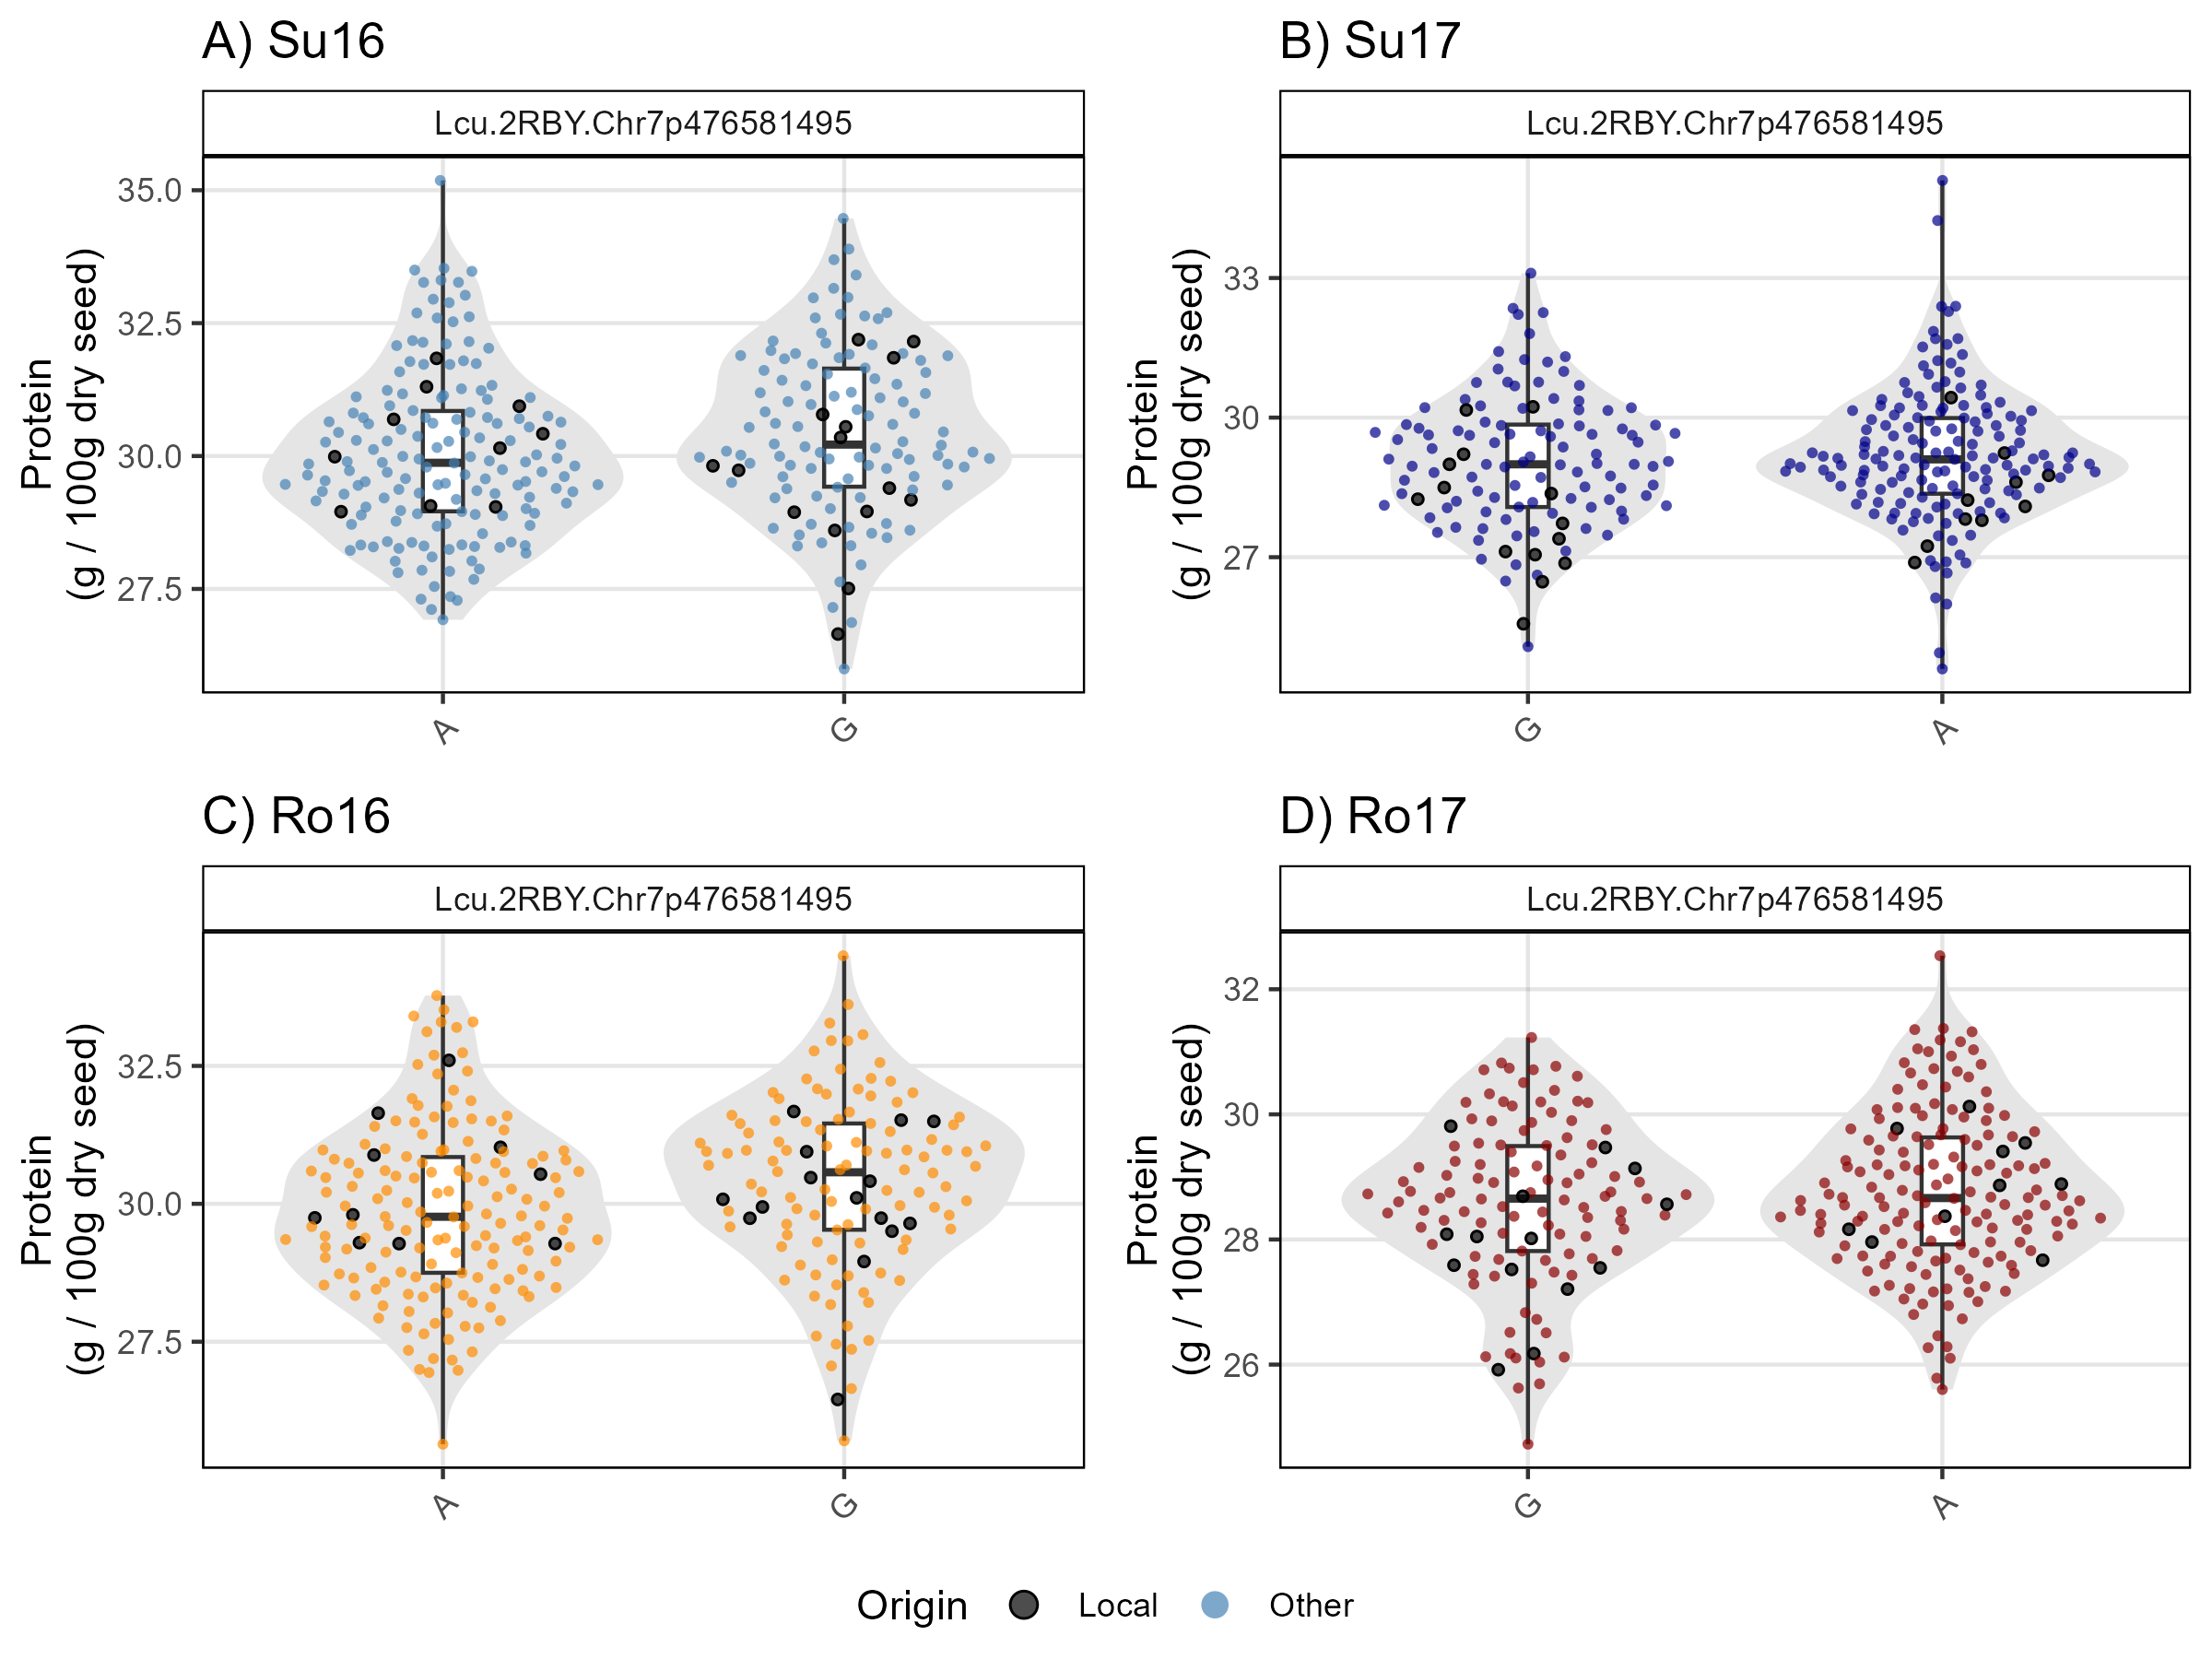 A) Su16
Lcu.2RBY.Chr7p476581495
Protein
(g / 100g dry seed)
35.0
32.5
30.0
27.5
A
G
B) Su17
Lcu.2RBY.Chr7p476581495
Protein
(g / 100g dry seed)
33
30
27
G
A
C) Ro16
Lcu.2RBY.Chr7p476581495
Protein
(g / 100g dry seed)
32.5
30.0
27.5
A
G
D) Ro17
Lcu.2RBY.Chr7p476581495
Protein
(g / 100g dry seed)
32
30
28
26
G
A
Origin Local Other